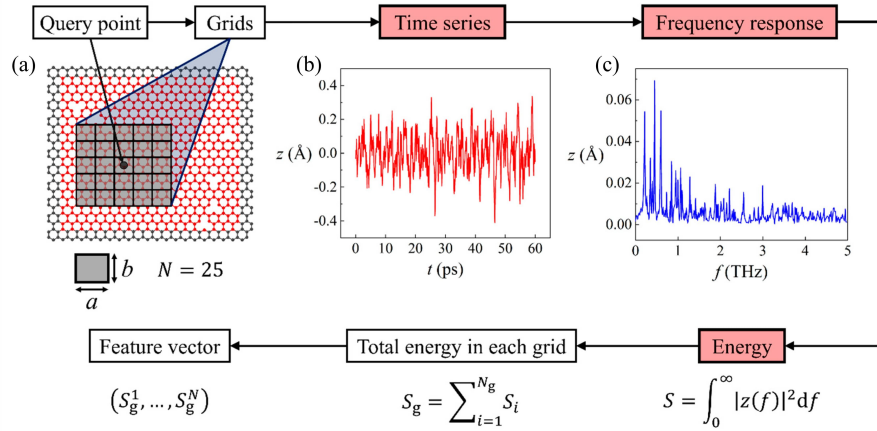 Query point
Grids
Time series
Frequency response
(a)
(b)
(c)
z (Å)
0.4
0.2
0.0
-0.2
-0.4
0 10 20 30 40 50 60
t (ps)
z (Å)
0.06
0.04
0.02
0.00
0 1 2 3 4 5
f (THz)
b
N = 25
a
Feature vector
Total energy in each grid
Energy
(S_g^1, ..., S_g^N)
S_g = ∑_{i=1}^{N_g} S_i
S = ∫_0^∞ |z(f)|²df